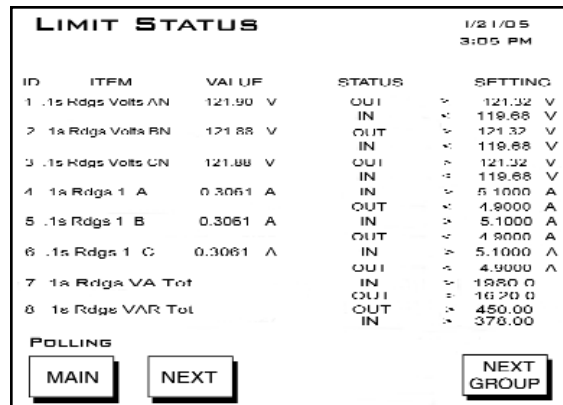 LIMIT STATUS 1/21/05
3:05 PM
ID ITEM VALUE STATUS SETTING
1 .1s Rdgs Volts AN 121.90 V OUT > 121.32 V
IN < 119.68 V
2 .1s Rdgs Volts BN 121.88 V OUT > 121.32 V
IN < 119.68 V
3 .1s Rdgs Volts CN 121.88 V OUT > 121.32 V
IN < 119.68 V
4 .1s Rdgs 1 A 0.3061 A IN > 5.1000 A
OUT < 4.9000 A
5 .1s Rdgs 1 B 0.3061 A IN > 5.1000 A
OUT < 4.9000 A
6 .1s Rdgs 1 C 0.3061 A IN > 5.1000 A
OUT < 4.9000 A
7 .1s Rdgs VA Tot IN > 1980.0
OUT 1620.0
8 .1s Rdgs VAR Tot OUT 450.00
IN 378.00
POLLING
MAIN NEXT NEXT GROUP